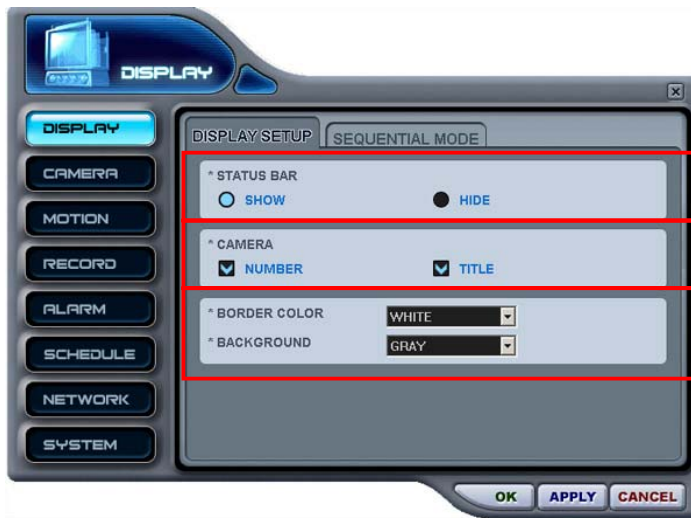 DISPLAY
DISPLAY
CAMERA
MOTION
RECORD
ALARM
SCHEDULE
NETWORK
SYSTEM
DISPLAY SETUP
SEQUENTIAL MODE
* STATUS BAR
SHOW
HIDE
* CAMERA
NUMBER
TITLE
* BORDER COLOR
WHITE
* BACKGROUND
GRAY
OK
APPLY
CANCEL